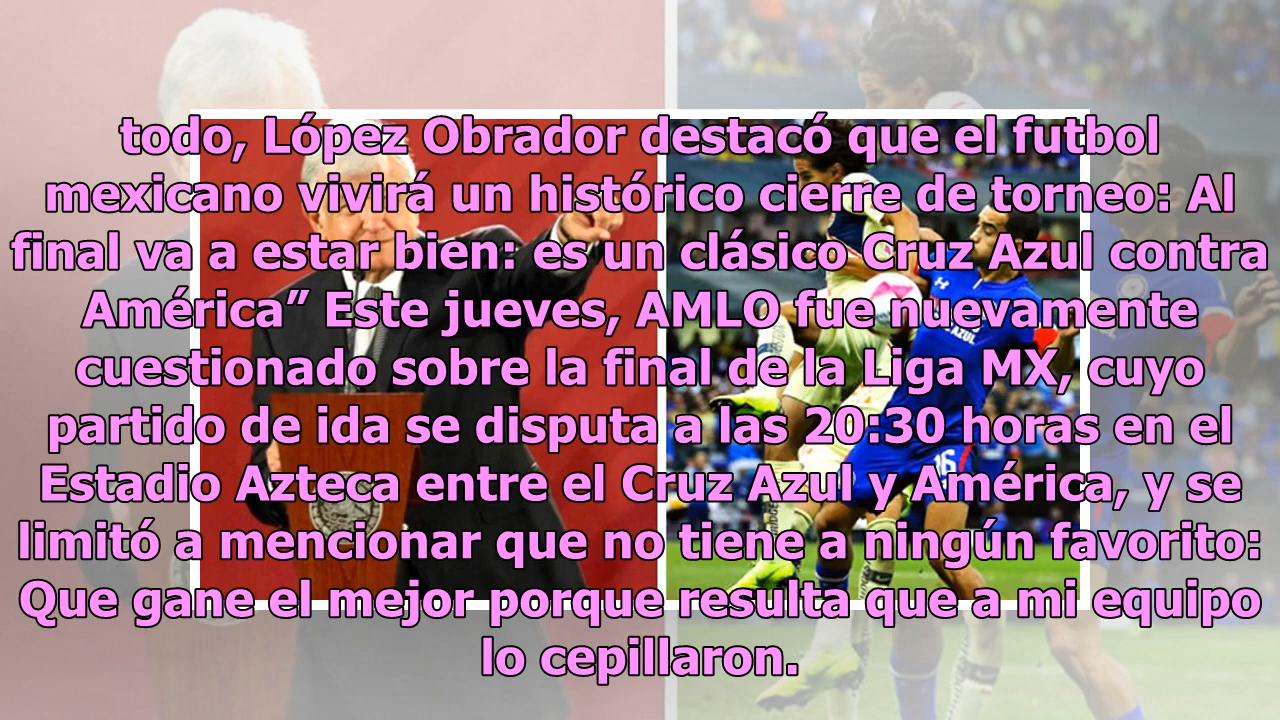 todo, López Obrador destacó que el futbol
mexicano vivirá un histórico cierre de torneo: Al
final va a estar bien: es un clásico Cruz Azul contra
América” Este jueves, AMLO fue nuevamente
cuestionado sobre la final de la Liga MX, cuyo
partido de ida se disputa a las 20:30 horas en el
Estadio Azteca entre el Cruz Azul y América, y se
limitó a mencionar que no tiene a ningún favorito:
Que gane el mejor porque resulta que a mi equipo
lo cepillaron.
AZUL
16